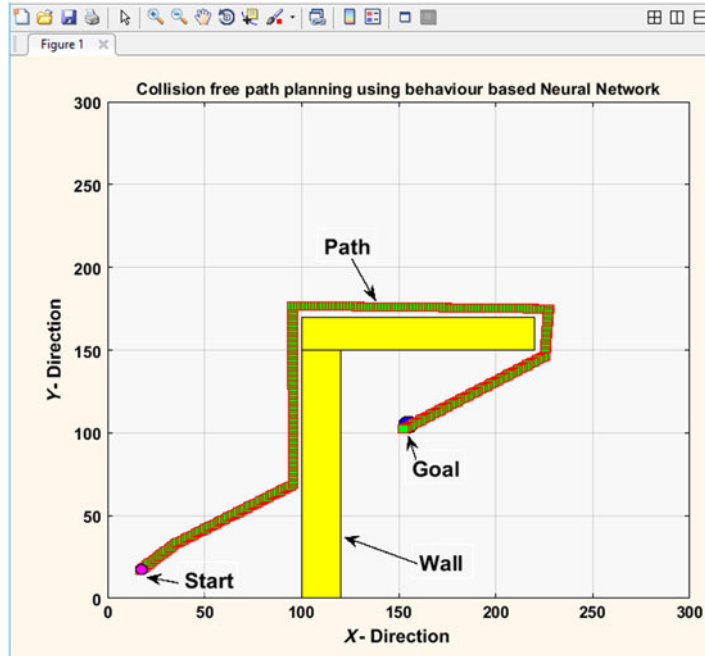 Figure 1
Collision free path planning using behaviour based Neural Network
300
250
200
150
100
50
0
Y- Direction
Path
Goal
Wall
Start
0 50 100 150 200 250 300
X- Direction